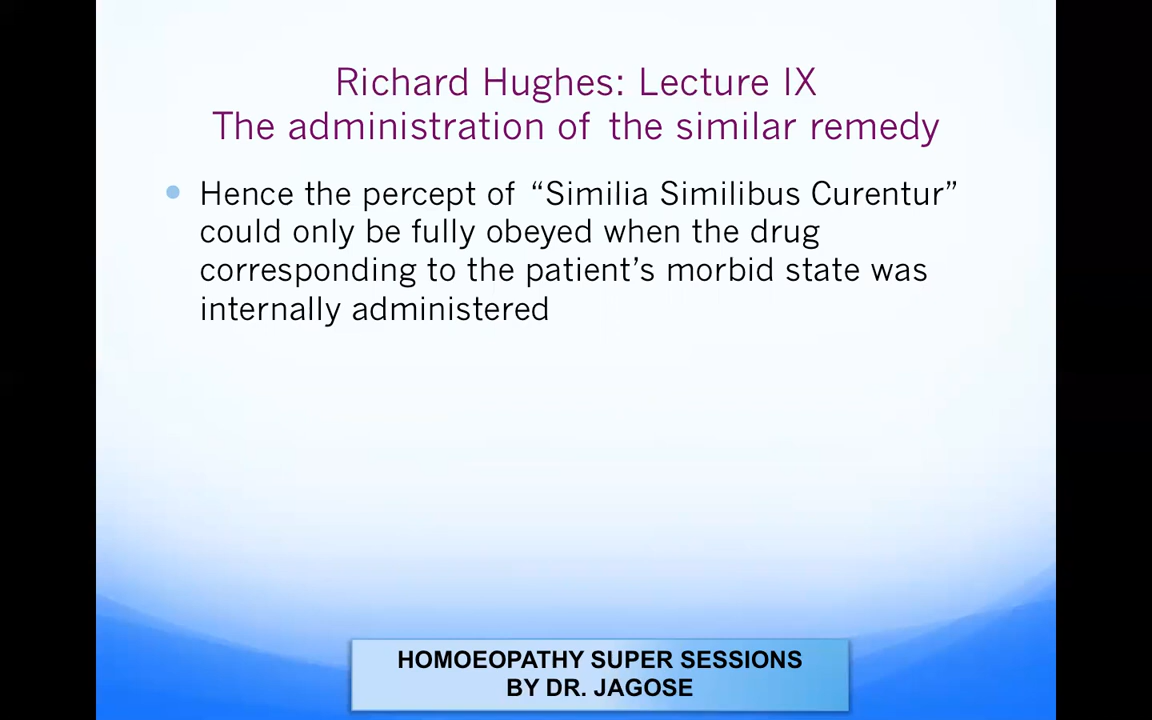 Richard Hughes: Lecture IX
The administration of the similar remedy
Hence the percept of “Similia Similibus Curentur”
could only be fully obeyed when the drug
corresponding to the patient’s morbid state was
internally administered
HOMOEOPATHY SUPER SESSIONS
BY DR. JAGOSE